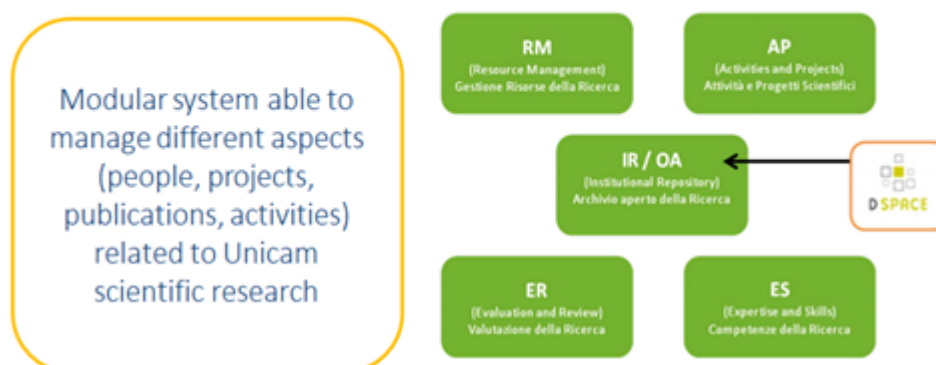 Modular system able to
manage different aspects
(people, projects,
publications, activities)
related to Unicam
scientific research
RM
(Resource Management)
Gestione Risorse della Ricerca
AP
(Activities and Projects)
Attività e Progetti Scientifici
IR / OA
(Institutional Repository)
Archivio aperto della Ricerca
D SPACE
ER
(Evaluation and Review)
Valutazione della Ricerca
ES
(Expertise and Skills)
Competenze della Ricerca